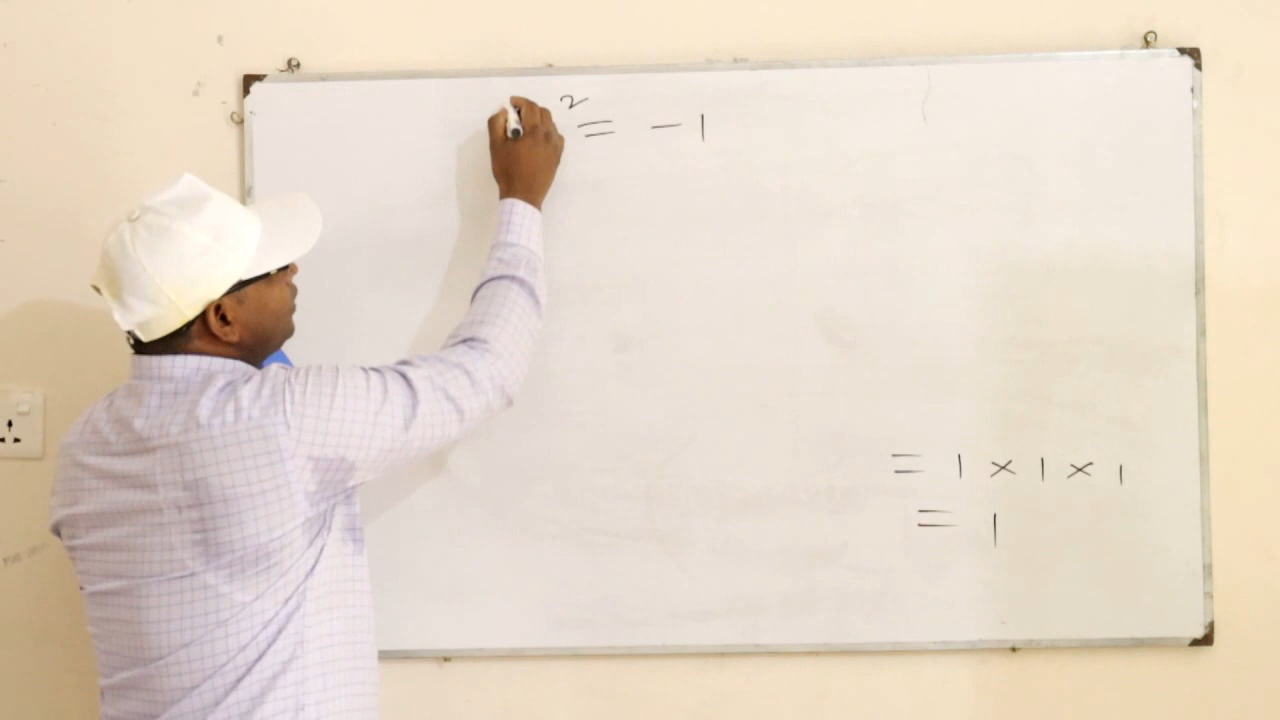 ² = - 1
= 1 × 1 × 1
= 1